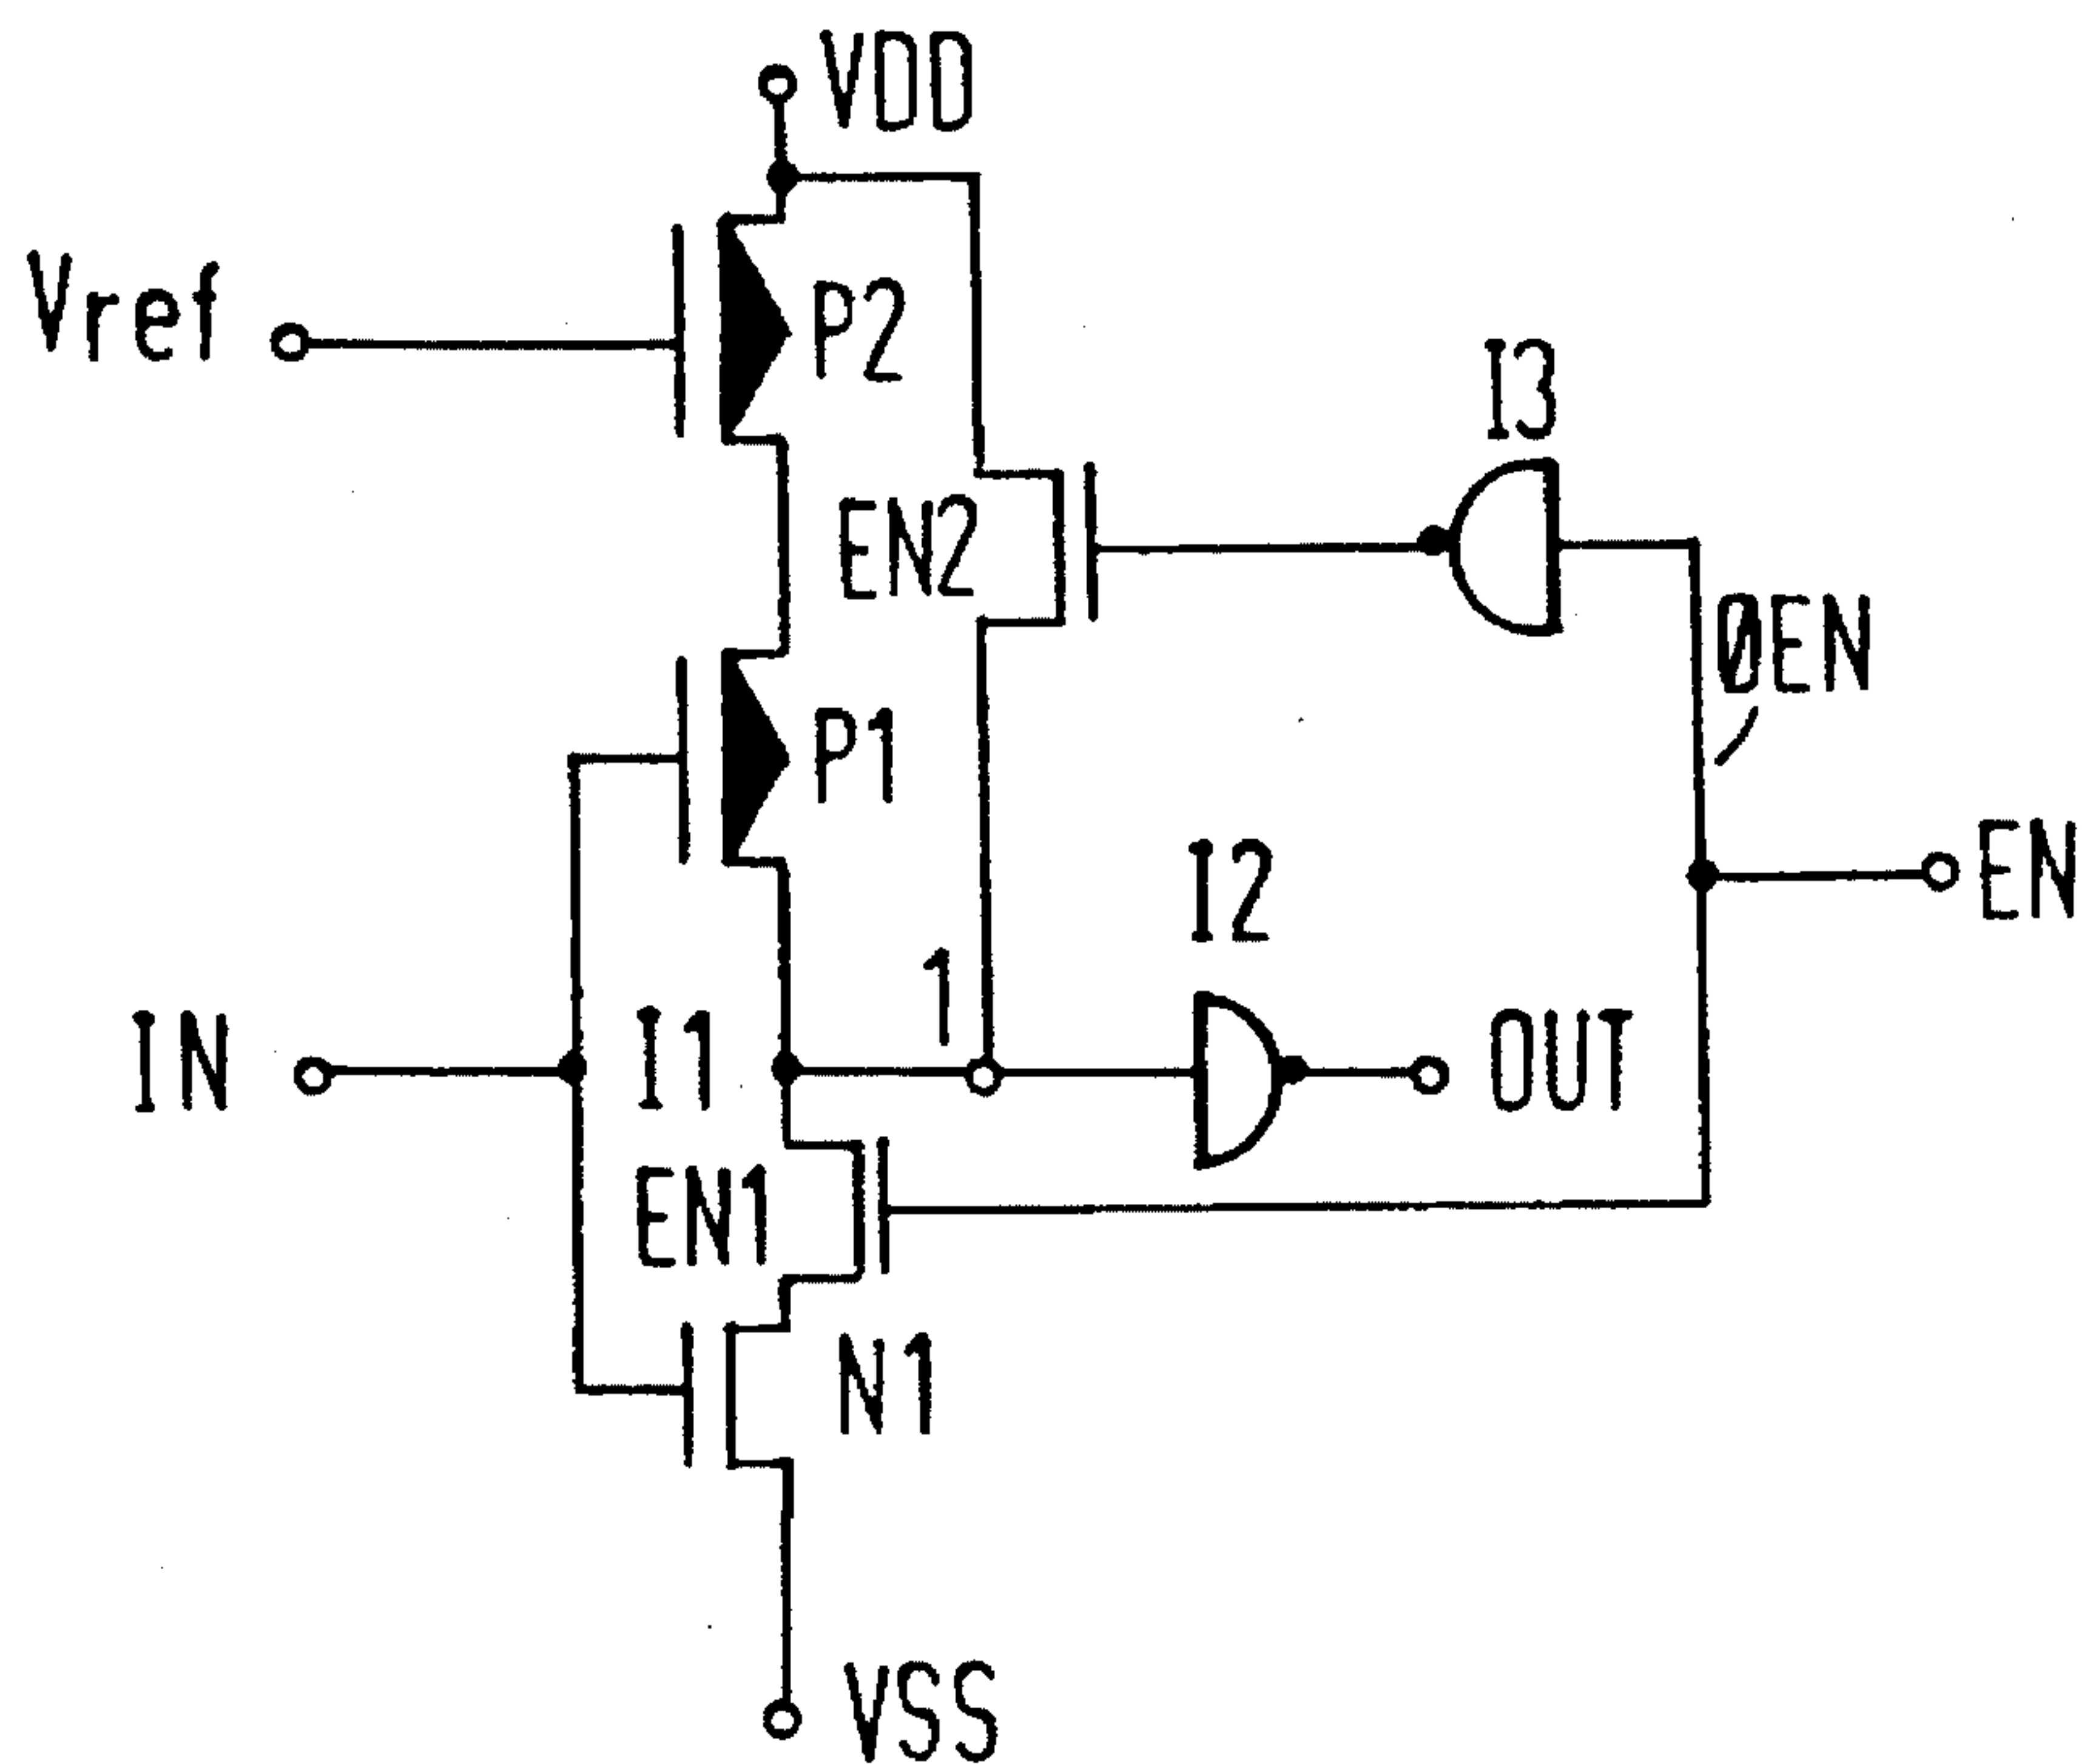 VDD
Vref
P2
I3
EN2
ØEN
P1
I2
EN
1
IN
I1
OUT
EN1
N1
VSS